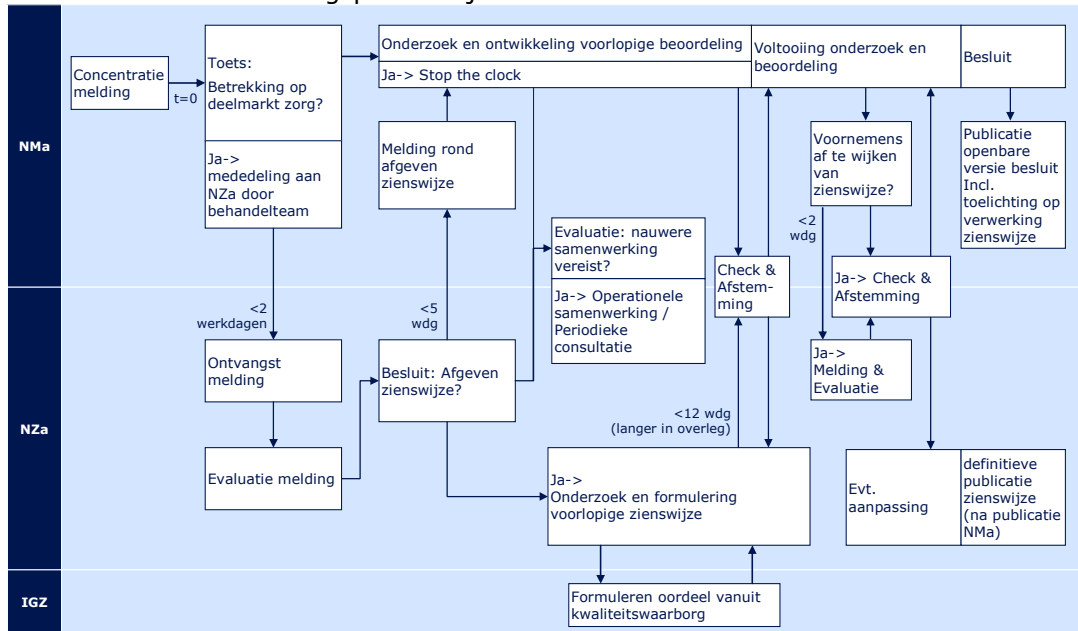 NMa
Concentratie
melding
t=0
Toets:
Betrekking op
deelmarkt zorg?
Ja->
mededeling aan
NZa door
behandelteam
Onderzoek en ontwikkeling voorlopige beoordeling
Ja-> Stop the clock
Voltooiing onderzoek en
beoordeling
Besluit
Melding rond
afgeven
zienswijze
Evaluatie: nauwere
samenwerking
vereist?
Ja-> Operationele
samenwerking /
Periodieke
consultatie
Check &
Afstem-
ming
Voornemens
af te wijken
van
zienswijze?
<2
wdg
Ja-> Check &
Afstemming
Publicatie
openbare
versie besluit
Incl.
toelichting op
verwerking
zienswijze
NZa
<2
werkdagen
Ontvangst
melding
Evaluatie melding
<5
wdg
Besluit: Afgeven
zienswijze?
<12 wdg
(langer in overleg)
Ja->
Onderzoek en formulering
voorlopige zienswijze
Ja->
Melding &
Evaluatie
Evt.
aanpassing
definitieve
publicatie
zienswijze
(na publicatie
NMa)
IGZ
Formuleren oordeel vanuit
kwaliteitswaarborg